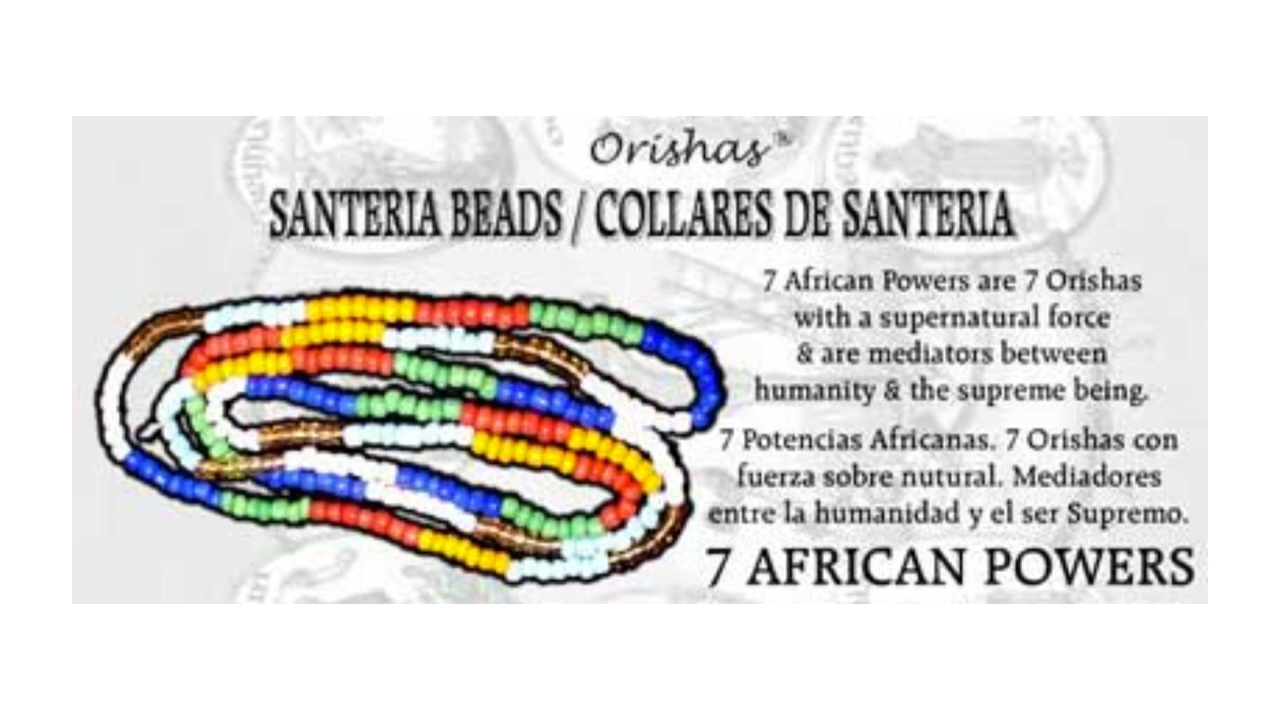 Orishas™
SANTERIA BEADS / COLLARES DE SANTERIA
7 African Powers are 7 Orishas
with a supernatural force
& are mediators between
humanity & the supreme being.
7 Potencias Africanas. 7 Orishas con
fuerza sobre nutural. Mediadores
entre la humanidad y el ser Supremo.
7 AFRICAN POWERS